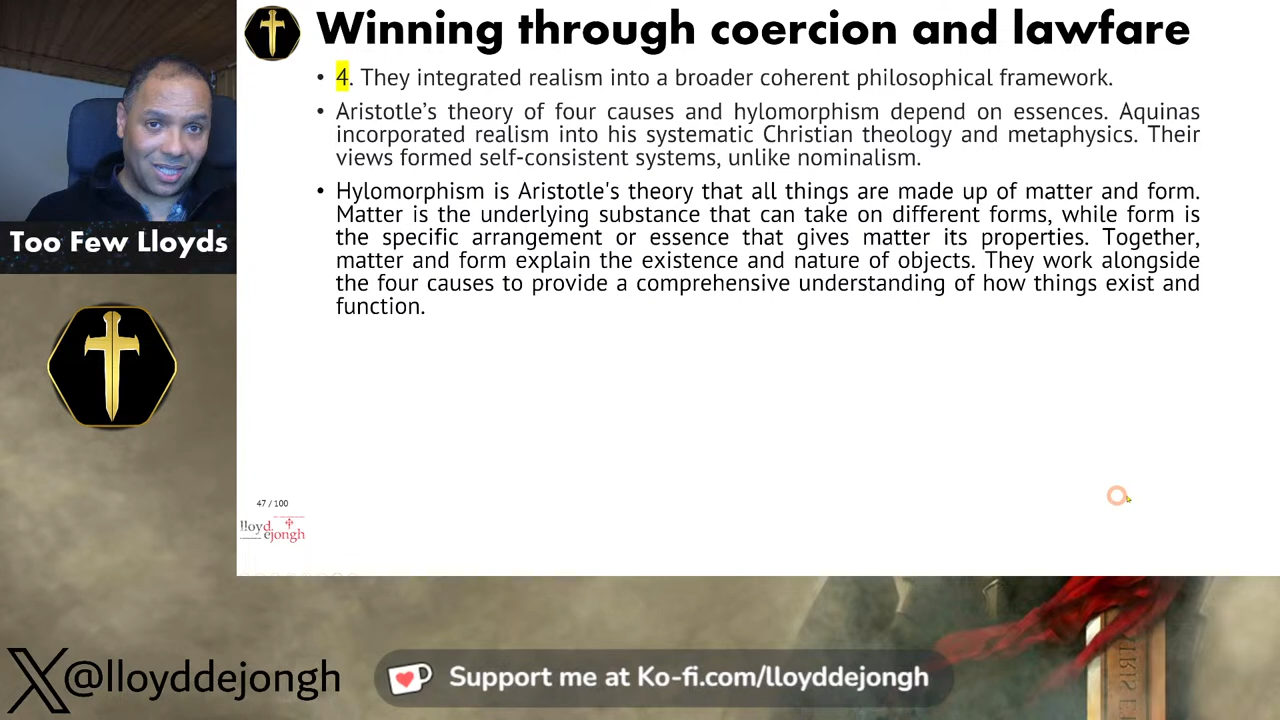 Winning through coercion and lawfare
• 4. They integrated realism into a broader coherent philosophical framework.
• Aristotle’s theory of four causes and hylomorphism depend on essences. Aquinas
incorporated realism into his systematic Christian theology and metaphysics. Their
views formed self-consistent systems, unlike nominalism.
• Hylomorphism is Aristotle's theory that all things are made up of matter and form.
Matter is the underlying substance that can take on different forms, while form is
the specific arrangement or essence that gives matter its properties. Together,
matter and form explain the existence and nature of objects. They work alongside
the four causes to provide a comprehensive understanding of how things exist and
function.
Too Few Lloyds
47 / 100
lloyd
ejongh
X@lloyddejongh
Support me at Ko-fi.com/lloyddejongh